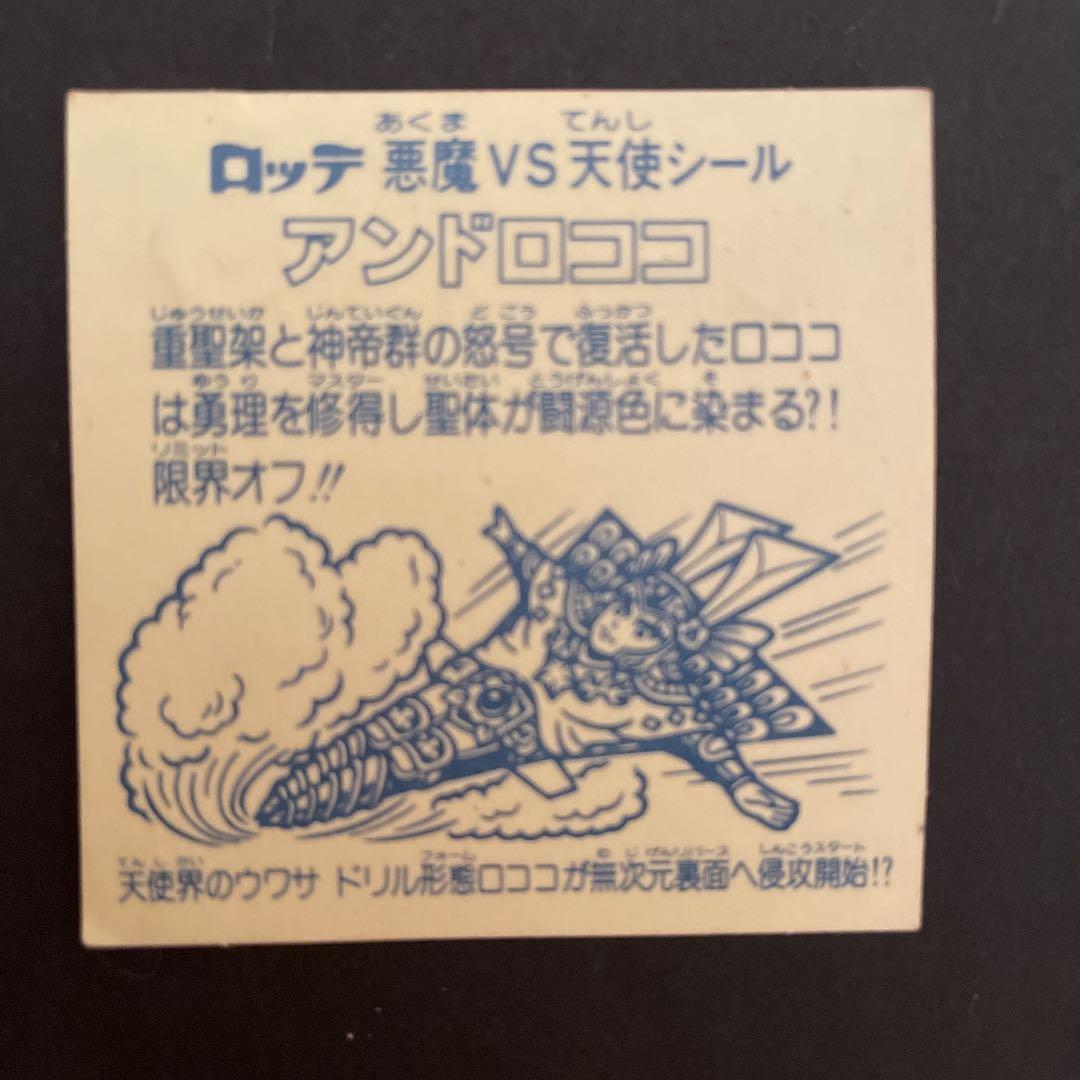 あくま てんし
ロッテ 悪魔VS天使シール
アンドロココ
じゅうせいか じんていぐん どごう ふっかつ
重聖架と神帝群の怒号で復活したロココ
ゆうり マスター せいたい とうげんしょく そ
は勇理を修得し聖体が闘源色に染まる?!
リミット
限界オフ!!
てんしかい フォーム むじげんリバース しんこうスタート
天使界のウワサ ドリル形態ロココが無次元裏面へ侵攻開始!?